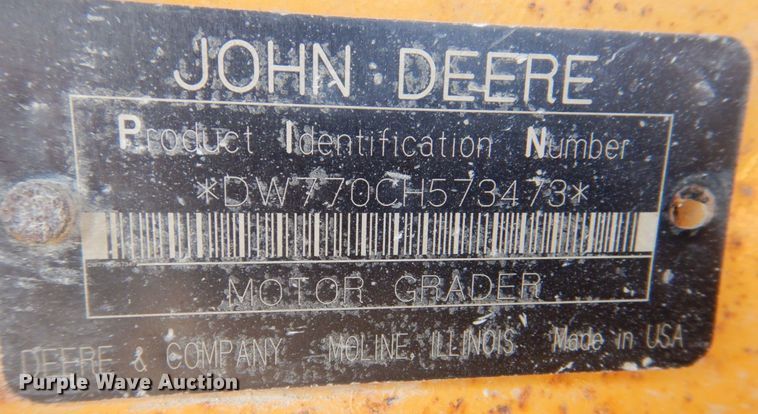 JOHN DEERE
Product Identification Number
*DW770CH573473*
MOTOR GRADER
DEERE & COMPANY MOLINE, ILLINOIS Made in USA
Purple Wave Auction